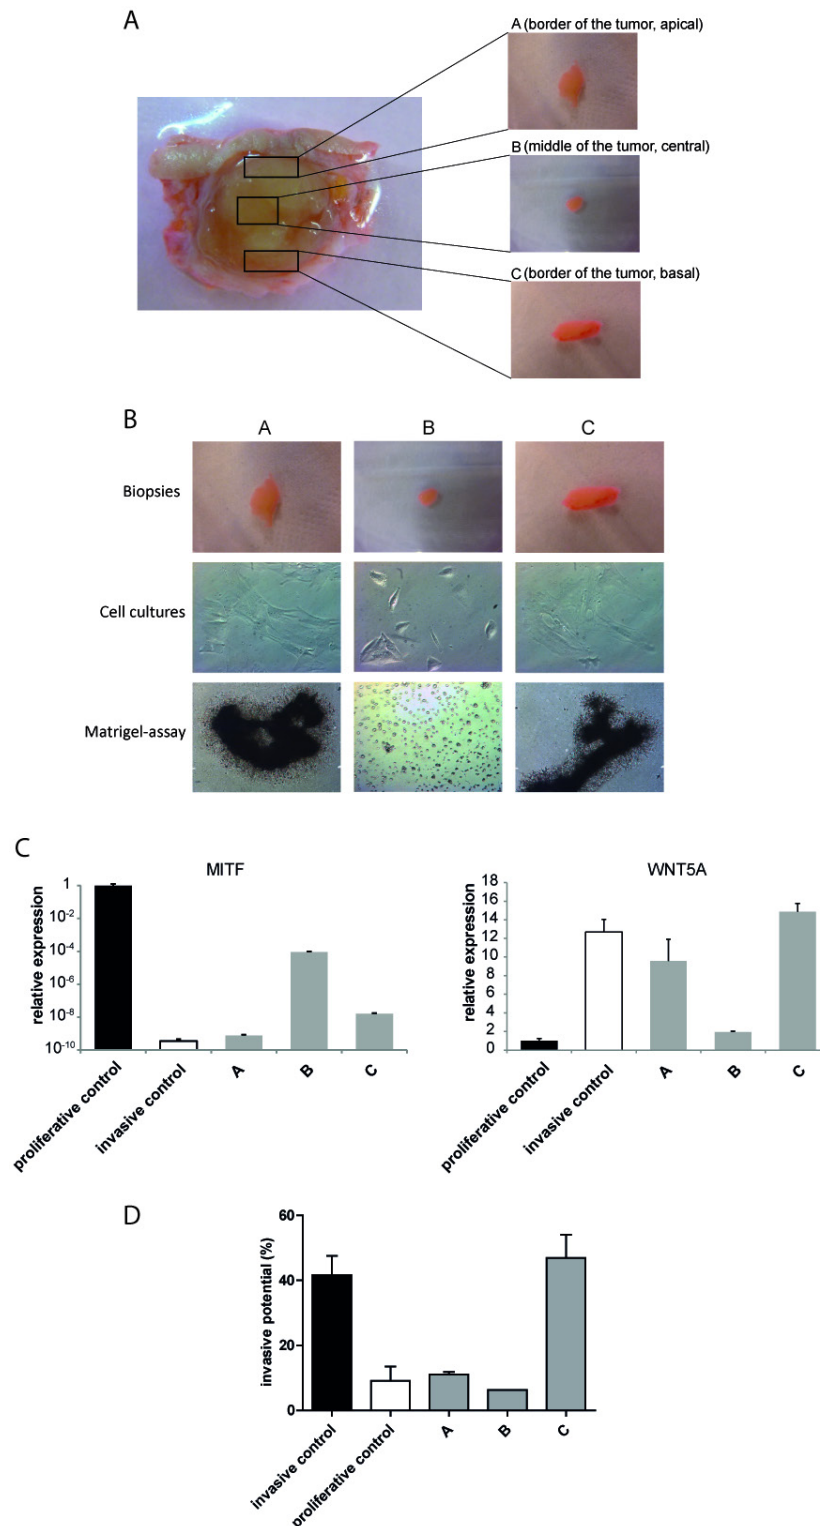 A
A (border of the tumor, apical)
B (middle of the tumor, central)
C (border of the tumor, basal)
B
A B C
Biopsies
Cell cultures
Matrigel-assay
C
MITF
relative expression
1
10-2
10-4
10-6
10-8
10-10
proliferative control
invasive control
A
B
C
WNT5A
relative expression
18
16
14
12
10
8
6
4
2
0
proliferative control
invasive control
A
B
C
D
invasive potential (%)
60
40
20
0
invasive control
proliferative control
A
B
C